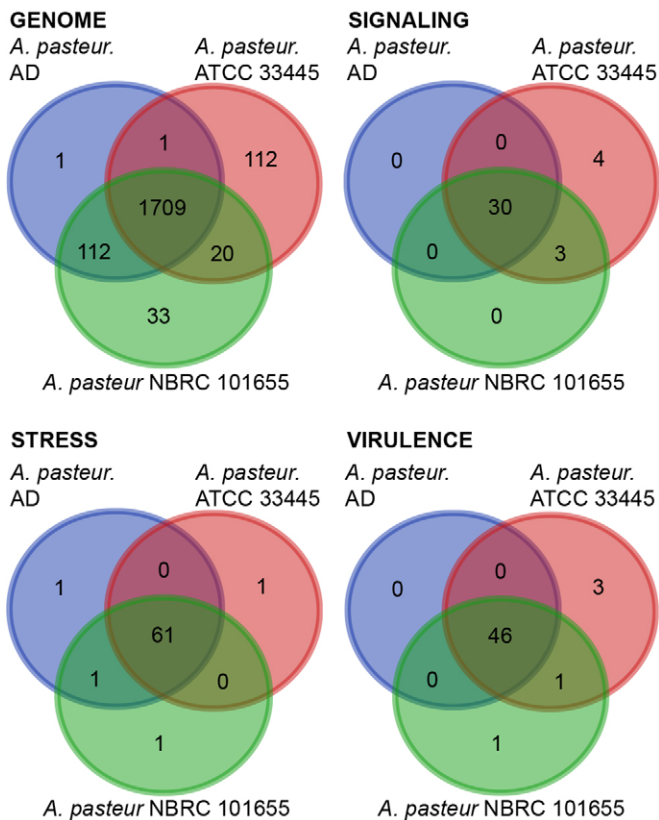 GENOME
A. pasteur.
AD
A. pasteur.
ATCC 33445
1
1
112
1709
112
20
33
A. pasteur NBRC 101655
SIGNALING
A. pasteur.
AD
A. pasteur.
ATCC 33445
0
0
4
30
0
3
0
A. pasteur NBRC 101655
STRESS
A. pasteur.
AD
A. pasteur.
ATCC 33445
1
0
1
61
1
0
1
A. pasteur NBRC 101655
VIRULENCE
A. pasteur.
AD
A. pasteur.
ATCC 33445
0
0
3
46
0
1
1
A. pasteur NBRC 101655